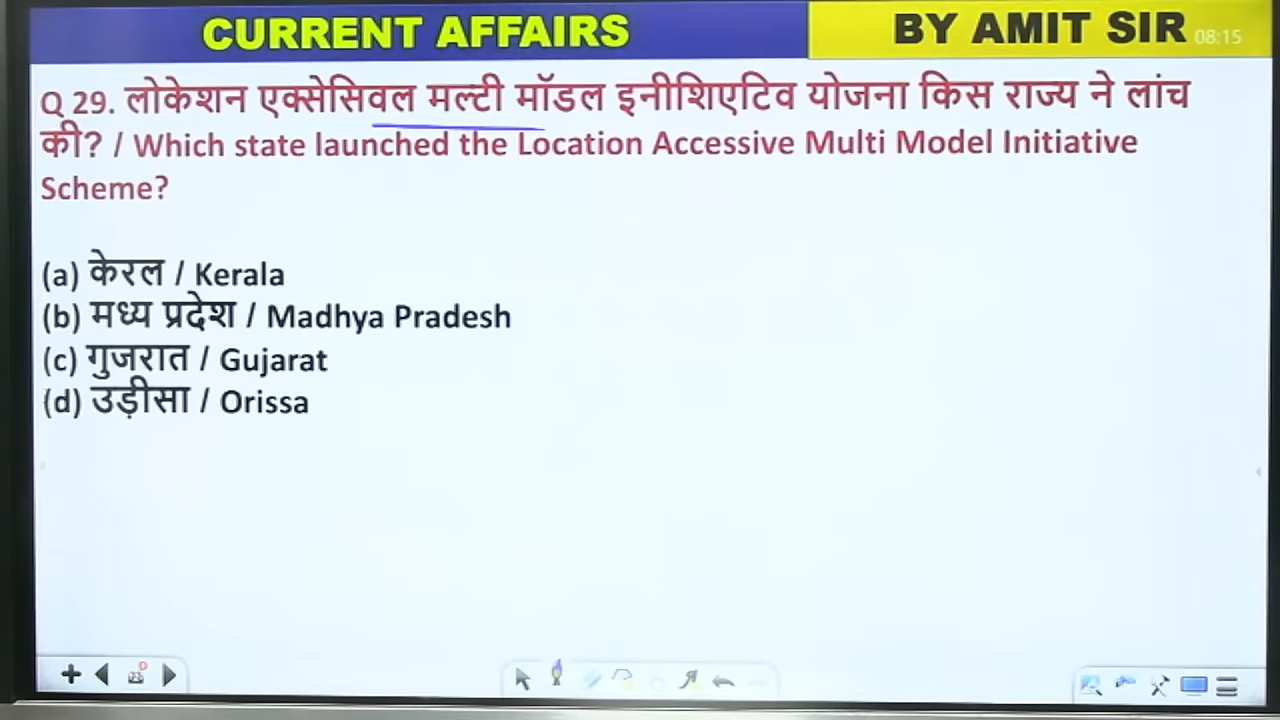 CURRENT AFFAIRS
BY AMIT SIR
08:15
Q 29. लोकेशन एक्सेसिवल मल्टी मॉडल इनीशिएटिव योजना किस राज्य ने लांच
की? / Which state launched the Location Accessive Multi Model Initiative
Scheme?
(a) केरल / Kerala
(b) मध्य प्रदेश / Madhya Pradesh
(c) गुजरात / Gujarat
(d) उड़ीसा / Orissa